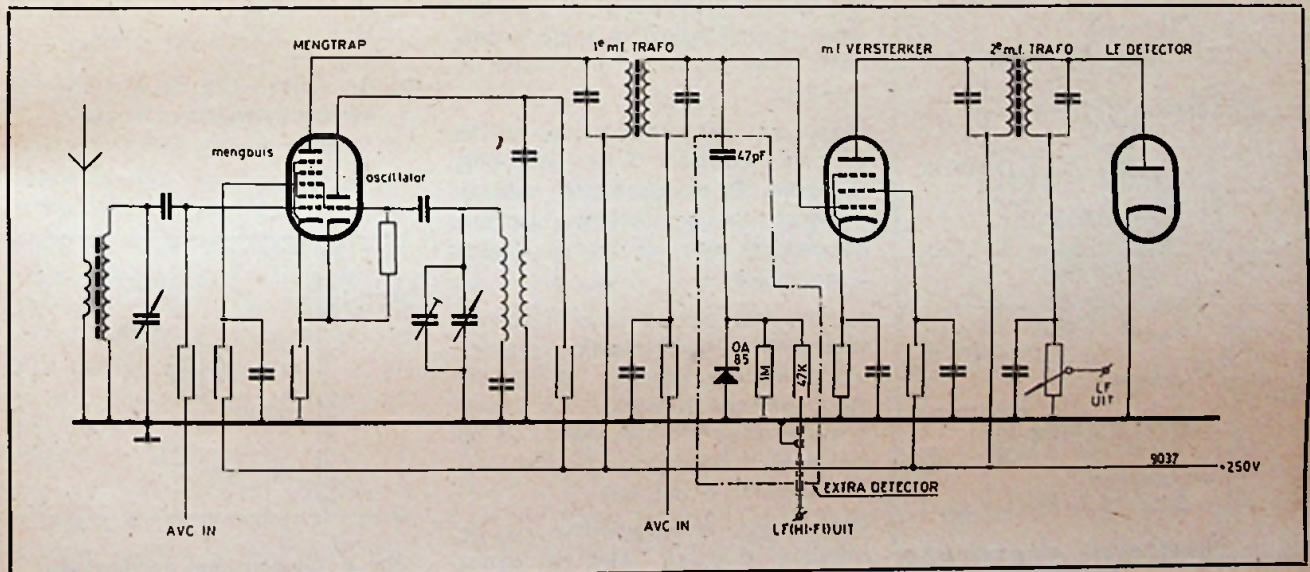 MENGTRAP
1e m.f. TRAFO
m.f. VERSTERKER
2e m.f. TRAFO
LF DETECTOR
mengbuis
oscillator
47pF
OA
85
1M
47K
LF
UIT
9037
+250V
EXTRA DETECTOR
AVC IN
AVC IN
LF(HI-FI)UIT